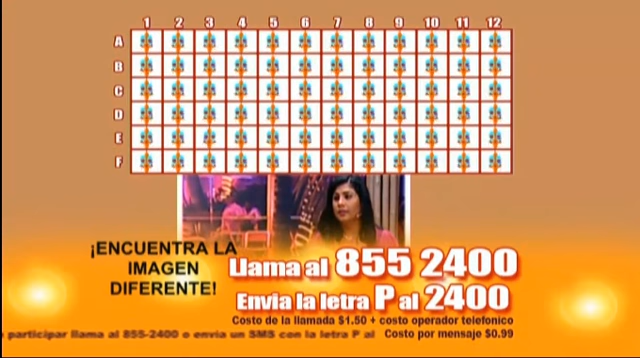 1 2 3 4 5 6 7 8 9 10 11 12
A
B
C
D
E
F
¡ENCUENTRA LA
IMAGEN
DIFERENTE!
Llama al 855 2400
Envia la letra P al 2400
Costo de la llamada $1.50 + costo operador telefonico
participar llama al 855-2400 o envia un SMS con la letra P al
Costo por mensaje $0.99